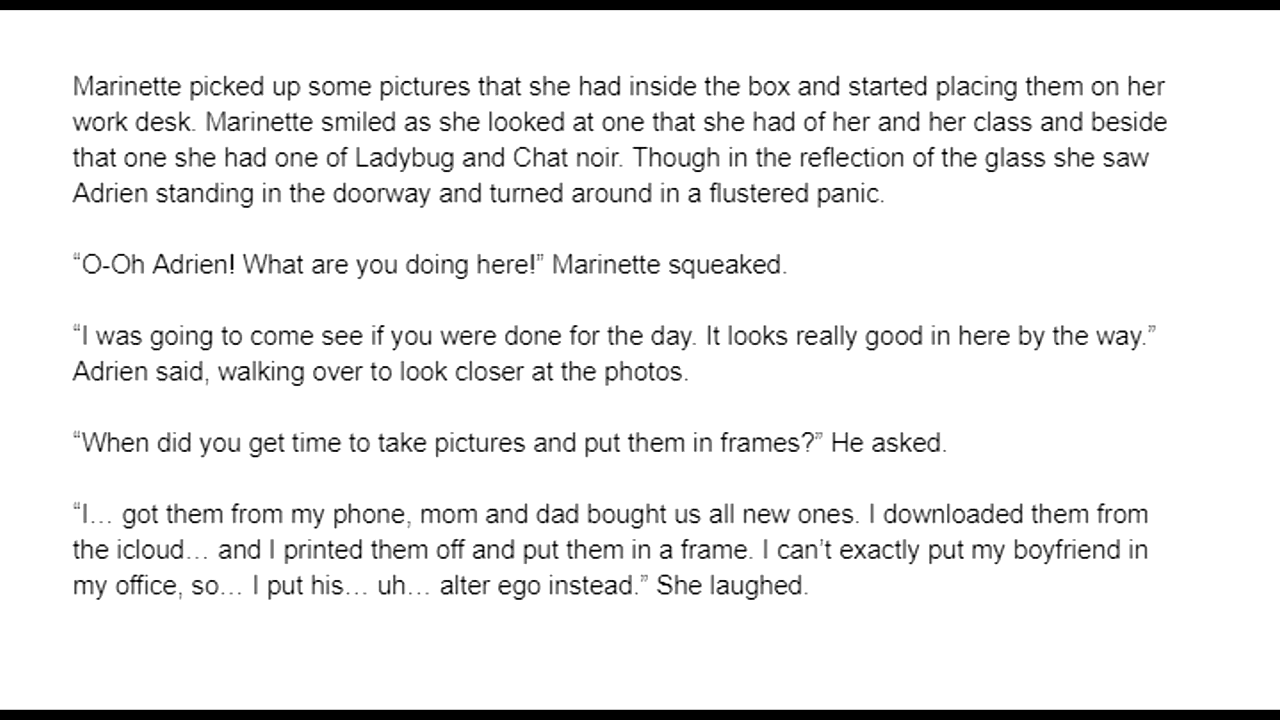 Marinette picked up some pictures that she had inside the box and started placing them on her
work desk. Marinette smiled as she looked at one that she had of her and her class and beside
that one she had one of Ladybug and Chat noir. Though in the reflection of the glass she saw
Adrien standing in the doorway and turned around in a flustered panic.
“O-Oh Adrien! What are you doing here!” Marinette squeaked.
“I was going to come see if you were done for the day. It looks really good in here by the way.”
Adrien said, walking over to look closer at the photos.
“When did you get time to take pictures and put them in frames?” He asked.
“I… got them from my phone, mom and dad bought us all new ones. I downloaded them from
the icloud… and I printed them off and put them in a frame. I can’t exactly put my boyfriend in
my office, so… I put his… uh… alter ego instead.” She laughed.